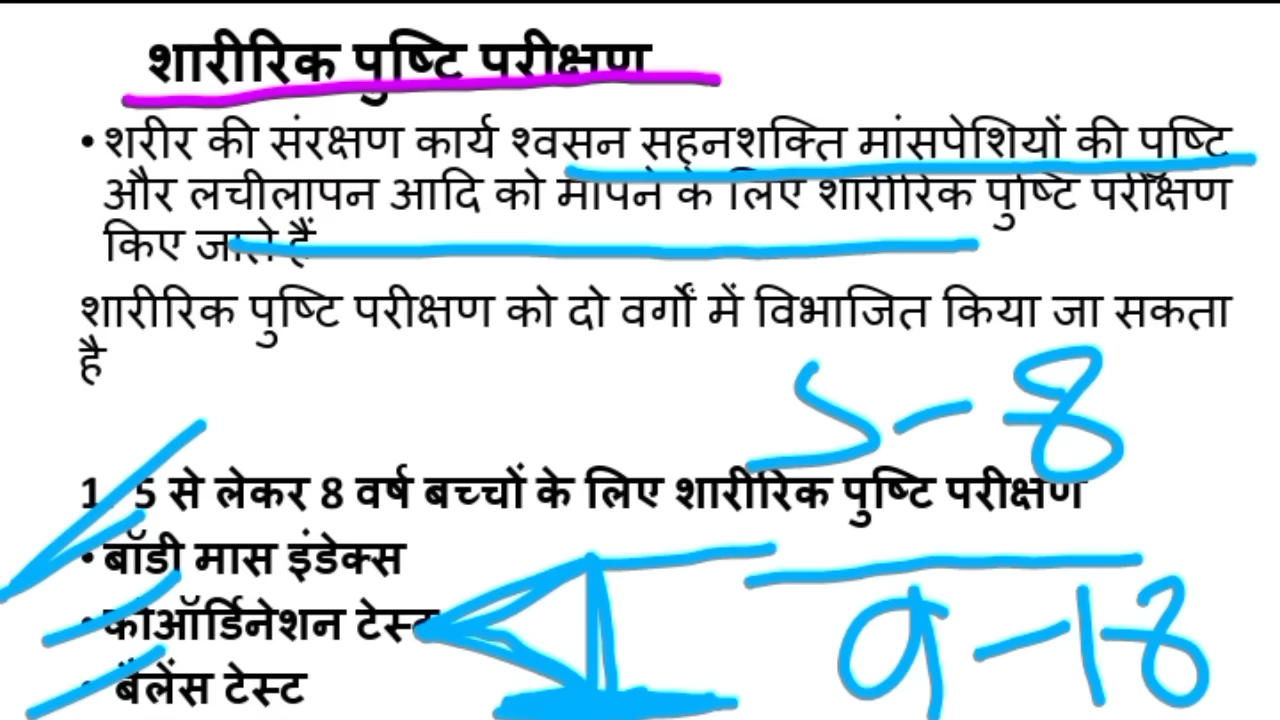 शारीरिक पुष्टि परीक्षण
• शरीर की संरक्षण कार्य श्वसन सहनशक्ति मांसपेशियों की पुष्टि
और लचीलापन आदि को मापने के लिए शारीरिक पुष्टि परीक्षण
किए जाते हैं
शारीरिक पुष्टि परीक्षण को दो वर्गों में विभाजित किया जा सकता
है
5 - 8
1 5 से लेकर 8 वर्ष बच्चों के लिए शारीरिक पुष्टि परीक्षण
• बॉडी मास इंडेक्स
• कोऑर्डिनेशन टेस्ट
9 - 18
• बैलेंस टेस्ट